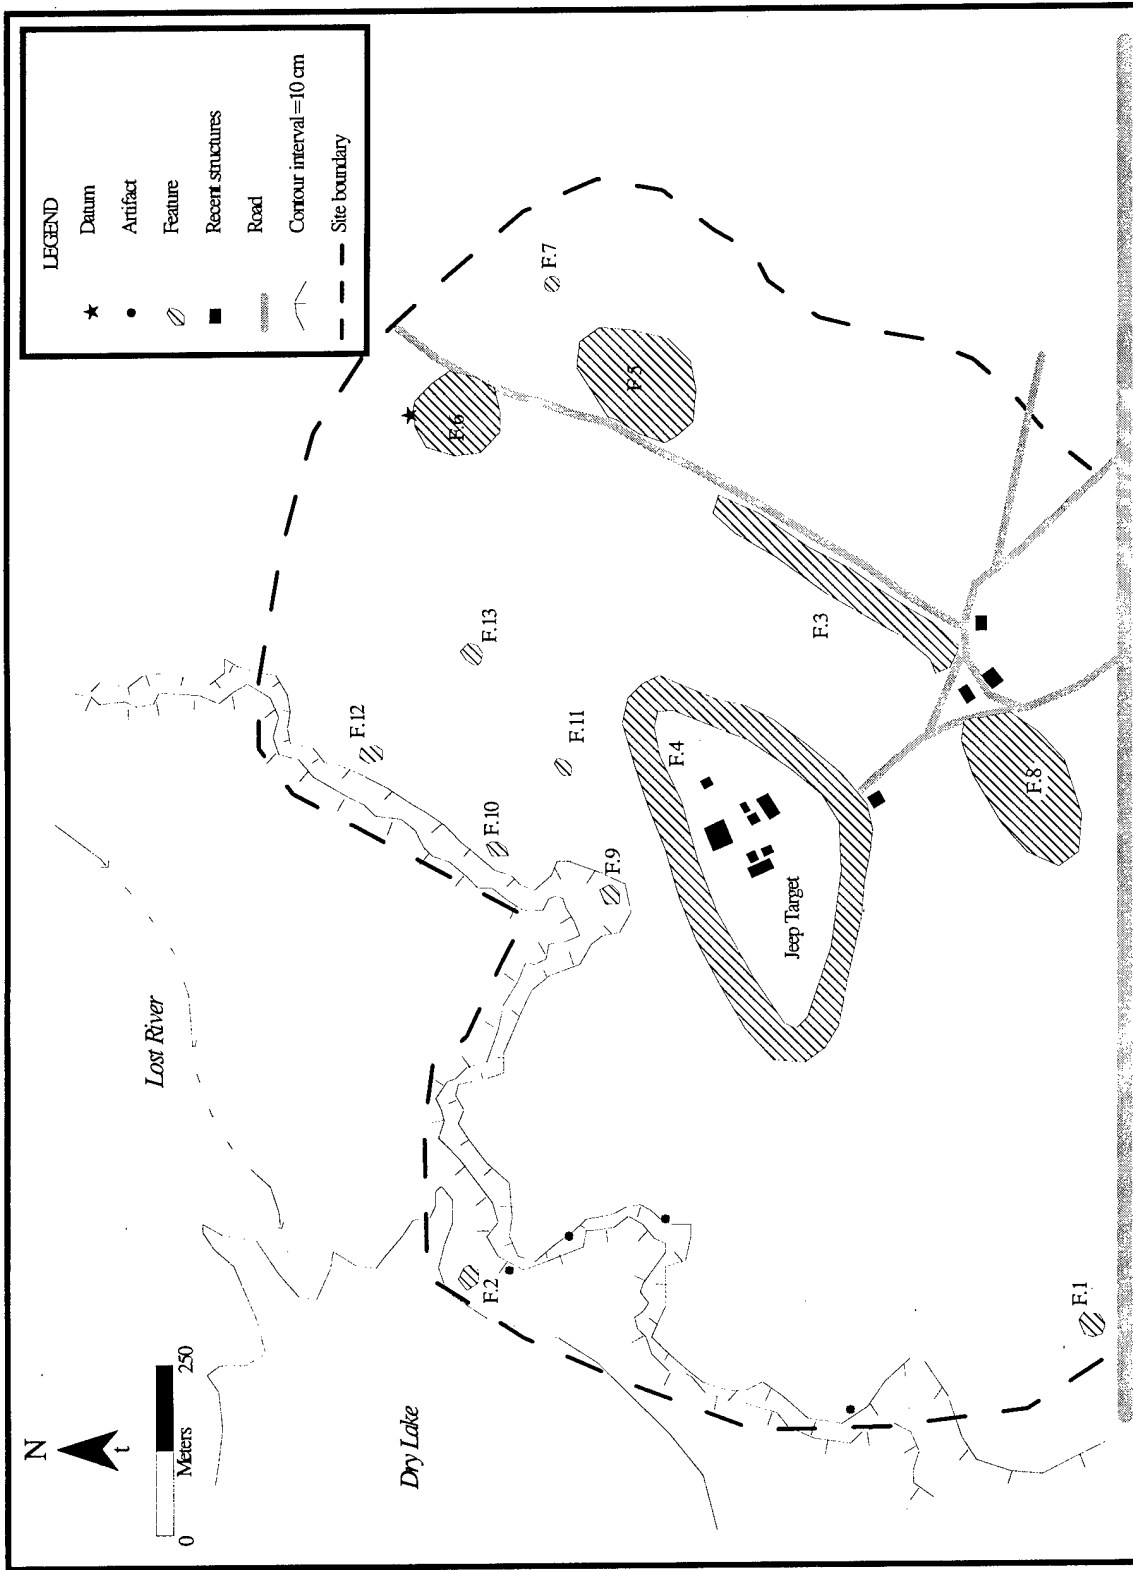 LEGEND
Datum
Artifact
Feature
Recent structures
Road
Contour interval=10 cm
Site boundary
N
t
0
250
Meters
Lost River
Dry Lake
F.12
F.13
F.6
F.7
F.5
F.10
F.11
F.9
F.2
F.4
F.3
Jeep Target
F.8
F.1